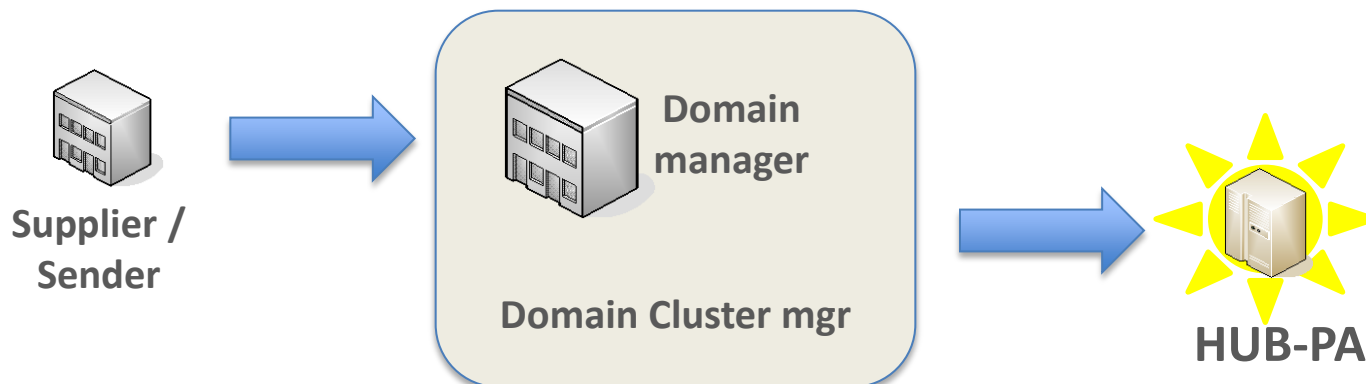 Supplier /
Sender
Domain
manager
Domain Cluster mgr
HUB-PA